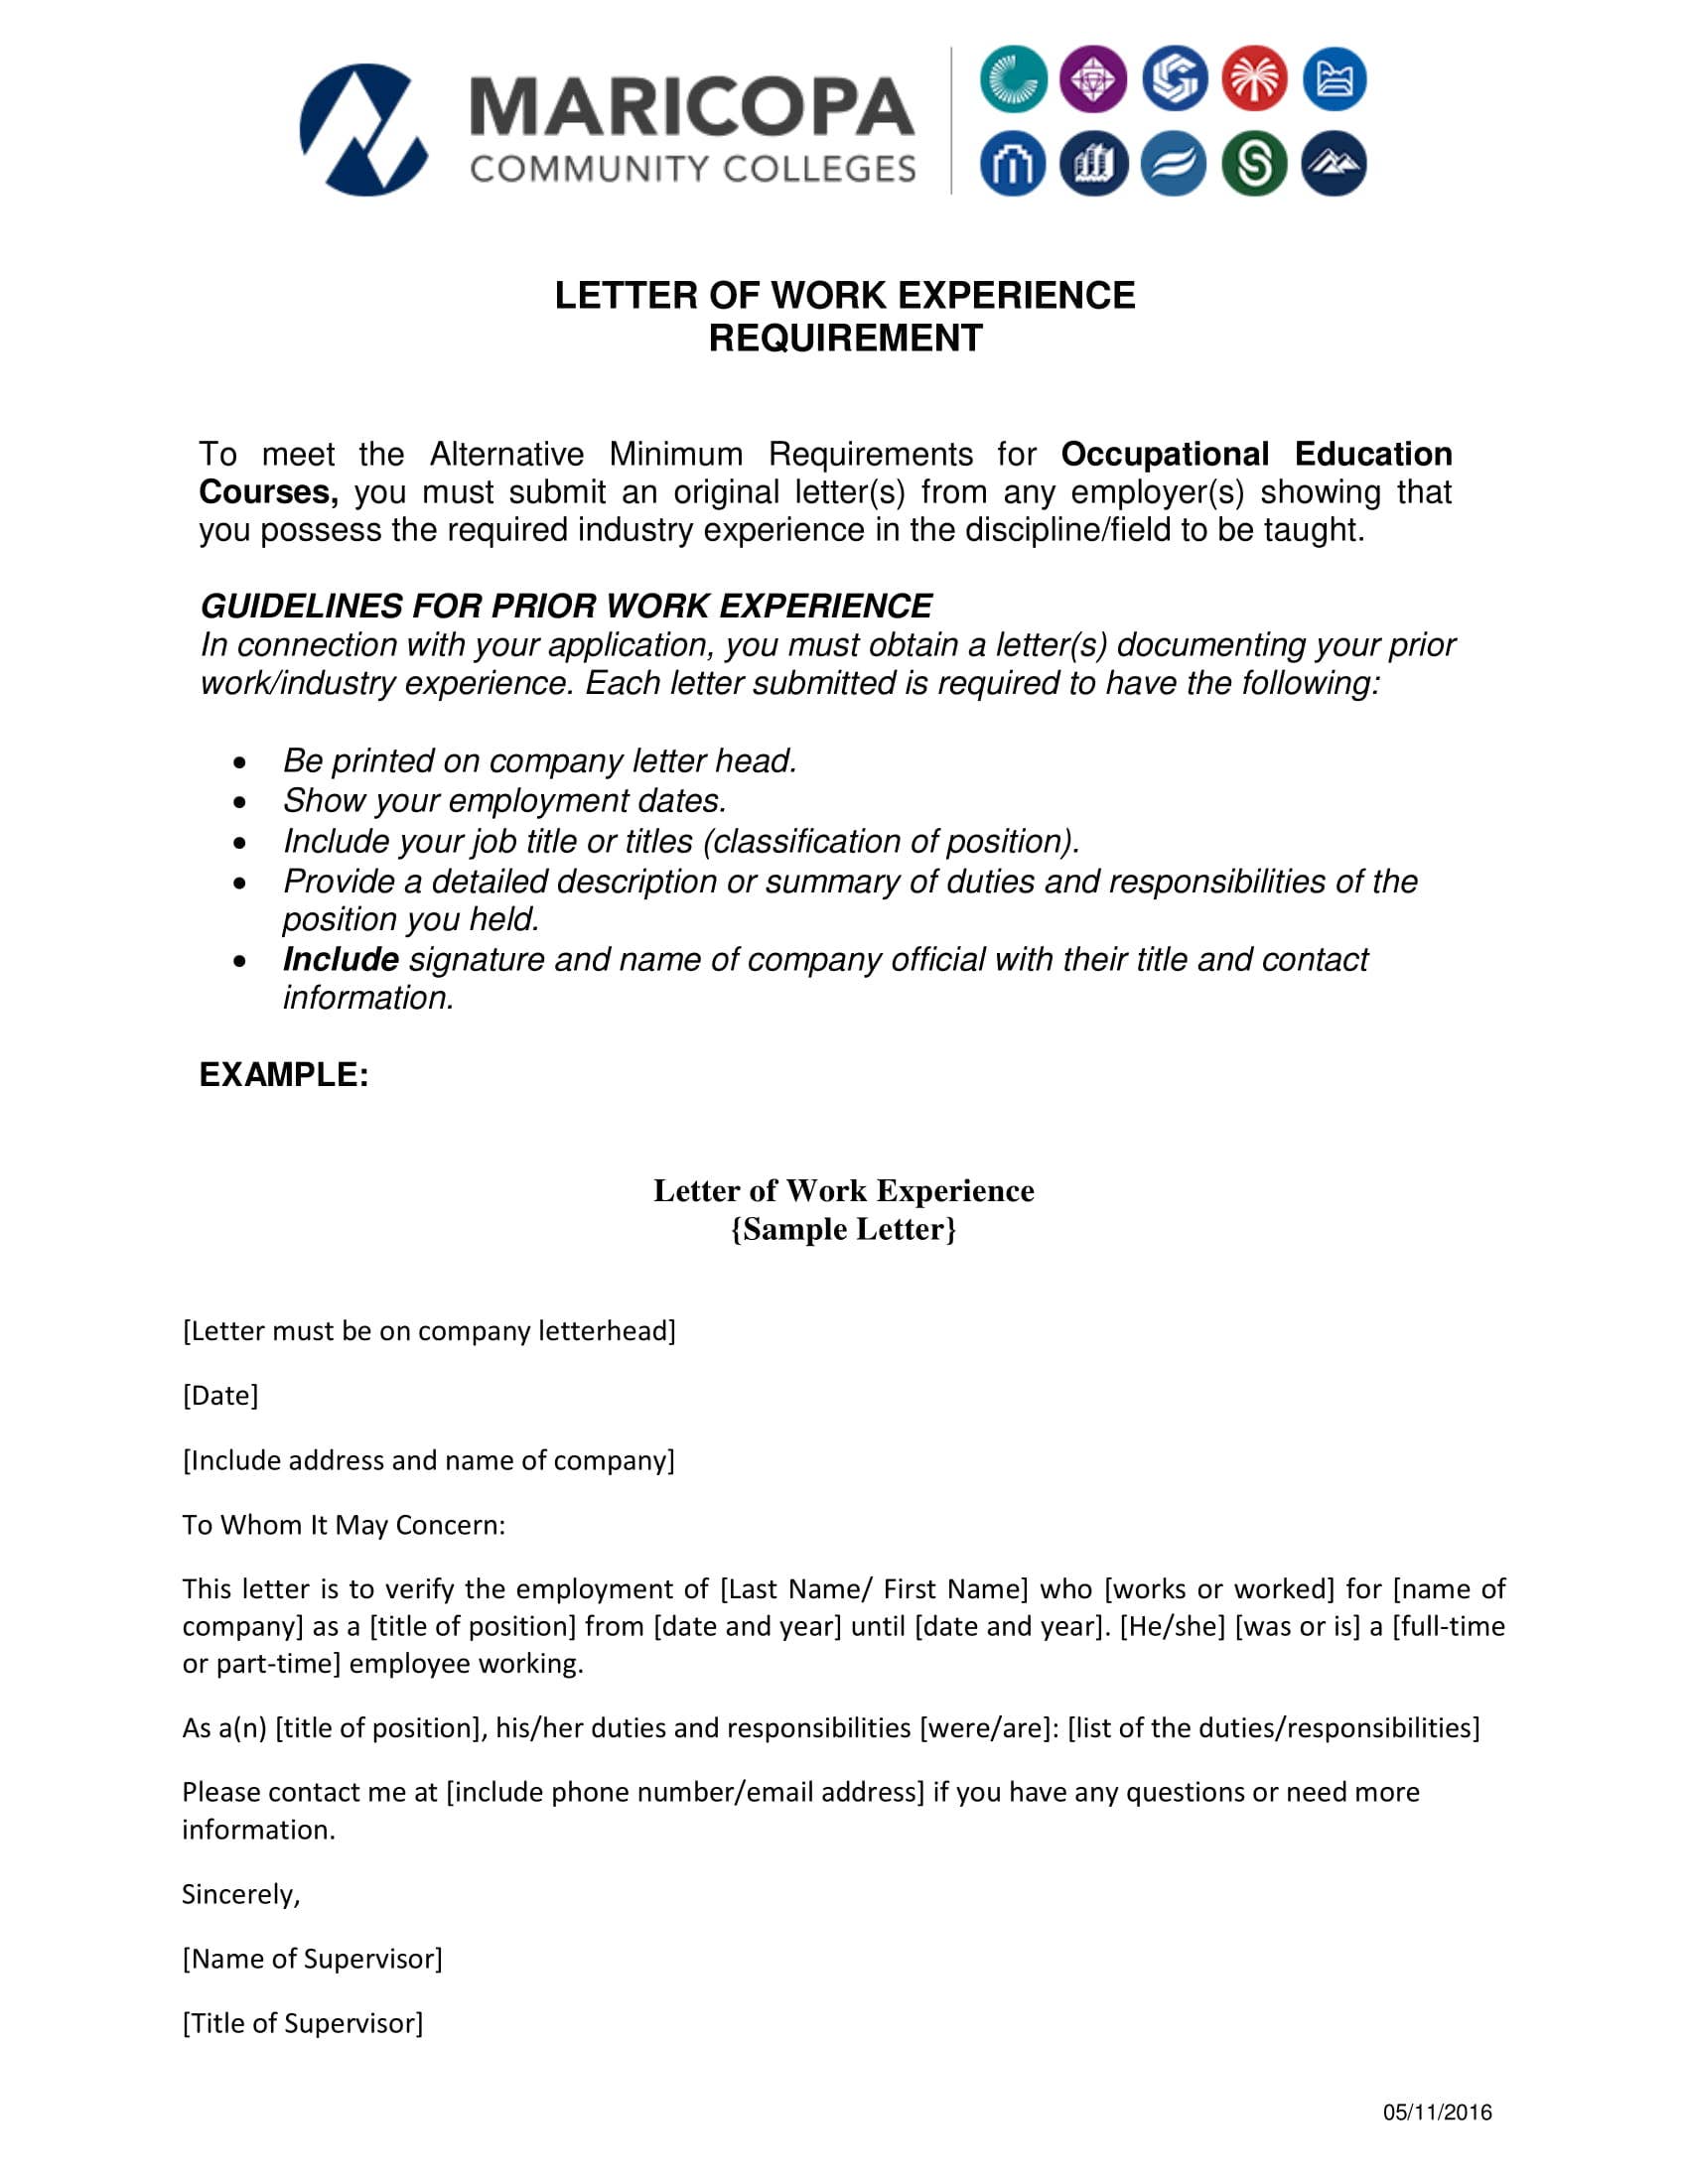 MARICOPA
COMMUNITY COLLEGES
LETTER OF WORK EXPERIENCE
REQUIREMENT
To meet the Alternative Minimum Requirements for Occupational Education
Courses, you must submit an original letter(s) from any employer(s) showing that
you possess the required industry experience in the discipline/field to be taught.
GUIDELINES FOR PRIOR WORK EXPERIENCE
In connection with your application, you must obtain a letter(s) documenting your prior
work/industry experience. Each letter submitted is required to have the following:
• Be printed on company letter head.
• Show your employment dates.
• Include your job title or titles (classification of position).
• Provide a detailed description or summary of duties and responsibilities of the
position you held.
• Include signature and name of company official with their title and contact
information.
EXAMPLE:
Letter of Work Experience
{Sample Letter}
[Letter must be on company letterhead]
[Date]
[Include address and name of company]
To Whom It May Concern:
This letter is to verify the employment of [Last Name/ First Name] who [works or worked] for [name of
company] as a [title of position] from [date and year] until [date and year]. [He/she] [was or is] a [full-time
or part-time] employee working.
As a(n) [title of position], his/her duties and responsibilities [were/are]: [list of the duties/responsibilities]
Please contact me at [include phone number/email address] if you have any questions or need more
information.
Sincerely,
[Name of Supervisor]
[Title of Supervisor]
05/11/2016